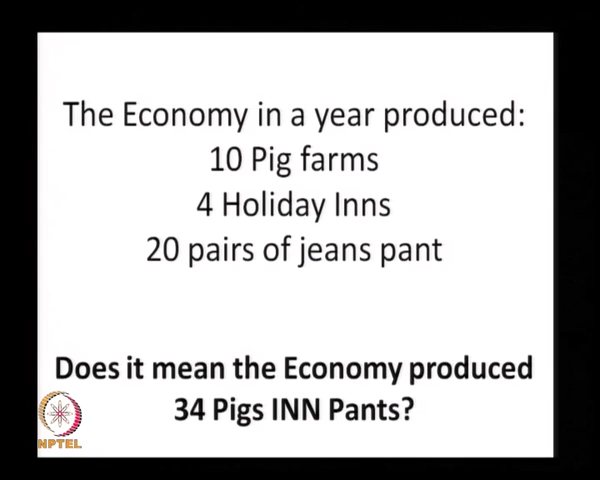 The Economy in a year produced:
10 Pig farms
4 Holiday Inns
20 pairs of jeans pant
Does it mean the Economy produced
34 Pigs INN Pants?
NPTEL